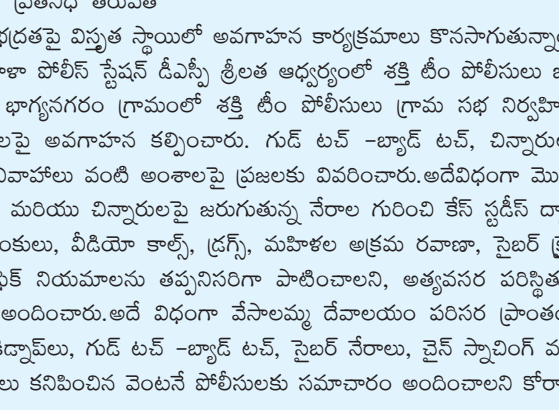 ప్రతినిధి తిరుపతి
భద్రతపై విస్తృత స్థాయిలో అవగాహన కార్యక్రమాలు కొనసాగుతున్నా
పోలీస్ స్టేషన్ డీఎస్పీ శ్రీలత ఆధ్వర్యంలో శక్తి టీం పోలీసులు
భాగ్యనగరం గ్రామంలో శక్తి టీం పోలీసులు గ్రామ సభ నిర్వహి
లపై అవగాహన కల్పించారు. గుడ్ టచ్ –బ్యాడ్ టచ్, చిన్నారుల
వివాహాలు వంటి అంశాలపై ప్రజలకు వివరించారు.అదేవిధంగా మొ
మరియు చిన్నారులపై జరుగుతున్న నేరాల గురించి కేస్ స్టడీస్ దా
ంకులు, వీడియో కాల్స్, డ్రగ్స్, మహిళల అక్రమ రవాణా, సైబర్ క్రై
ఫిక్ నియమాలను తప్పనిసరిగా పాటించాలని, అత్యవసర పరిస్థిత
అందించారు.అదే విధంగా వేసాలమ్మ దేవాలయం పరిసర ప్రాంతం
కిడ్నాప్‌లు, గుడ్ టచ్ –బ్యాడ్ టచ్, సైబర్ నేరాలు, చైన్ స్నాచింగ్ వ
లు కనిపించిన వెంటనే పోలీసులకు సమాచారం అందించాలని కోరా